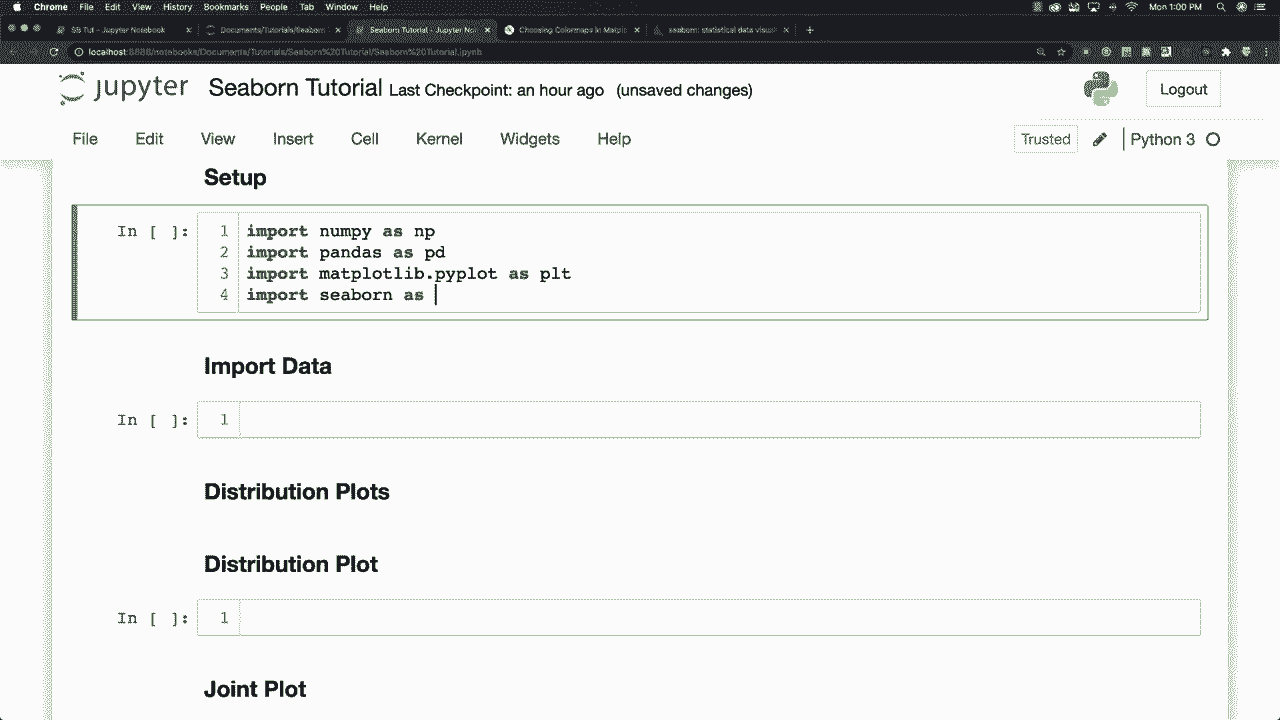 Chrome File Edit View History Bookmarks People Tab Window Help Mon 1:00 PM
SB Tut - Jupyter Notebook Documents/Tutorials/Seaborn Seaborn Tutorial - Jupyter Not Choosing Colormaps in Matplo seaborn: statistical data visual
localhost:8888/notebooks/Documents/Tutorials/Seaborn%20Tutorial/Seaborn%20Tutorial.ipynb
jupyter Seaborn Tutorial Last Checkpoint: an hour ago (unsaved changes) Logout
File Edit View Insert Cell Kernel Widgets Help Trusted Python 3
Setup
In [ ]: 1 import numpy as np
2 import pandas as pd
3 import matplotlib.pyplot as plt
4 import seaborn as
Import Data
In [ ]: 1
Distribution Plots
Distribution Plot
In [ ]: 1
Joint Plot